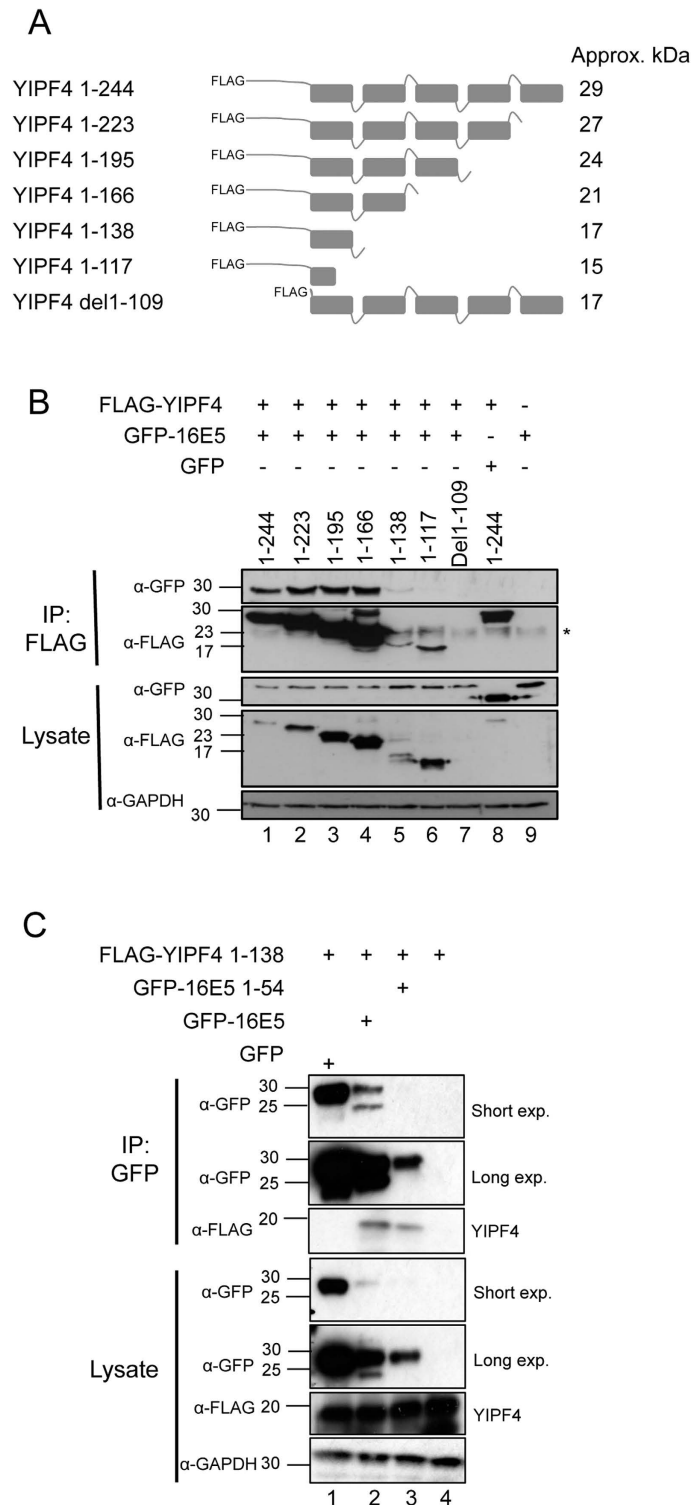 A
Approx. kDa
YIPF4 1-244 FLAG 29
YIPF4 1-223 FLAG 27
YIPF4 1-195 FLAG 24
YIPF4 1-166 FLAG 21
YIPF4 1-138 FLAG 17
YIPF4 1-117 FLAG 15
YIPF4 del1-109 FLAG 17
B
FLAG-YIPF4 + + + + + + + + -
GFP-16E5 + + + + + + + - +
GFP - - - - - - - + -
1-244 1-223 1-195 1-166 1-138 1-117 Del1-109 1-244
IP:
FLAG
α-GFP 30
30
α-FLAG 23 *
17
Lysate
α-GFP
30
30
α-FLAG 23
17
α-GAPDH
30
1 2 3 4 5 6 7 8 9
C
FLAG-YIPF4 1-138 + + + +
GFP-16E5 1-54 +
GFP-16E5 +
GFP +
IP:
GFP
α-GFP 30
25 Short exp.
α-GFP 30
25 Long exp.
α-FLAG 20 YIPF4
Lysate
α-GFP 30
25 Short exp.
α-GFP 30
25 Long exp.
α-FLAG 20 YIPF4
α-GAPDH 30
1 2 3 4